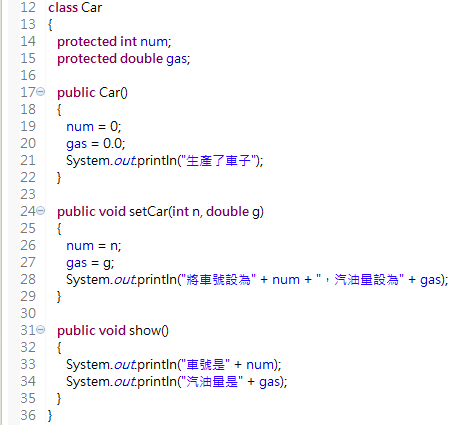 12 class Car
13 {
14 protected int num;
15 protected double gas;
16
17 public Car()
18 {
19 num = 0;
20 gas = 0.0;
21 System.out.println("生產了車子");
22 }
23
24 public void setCar(int n, double g)
25 {
26 num = n;
27 gas = g;
28 System.out.println("將車號設為" + num + "，汽油量設為" + gas);
29 }
30
31 public void show()
32 {
33 System.out.println("車號是" + num);
34 System.out.println("汽油量是" + gas);
35 }
36 }